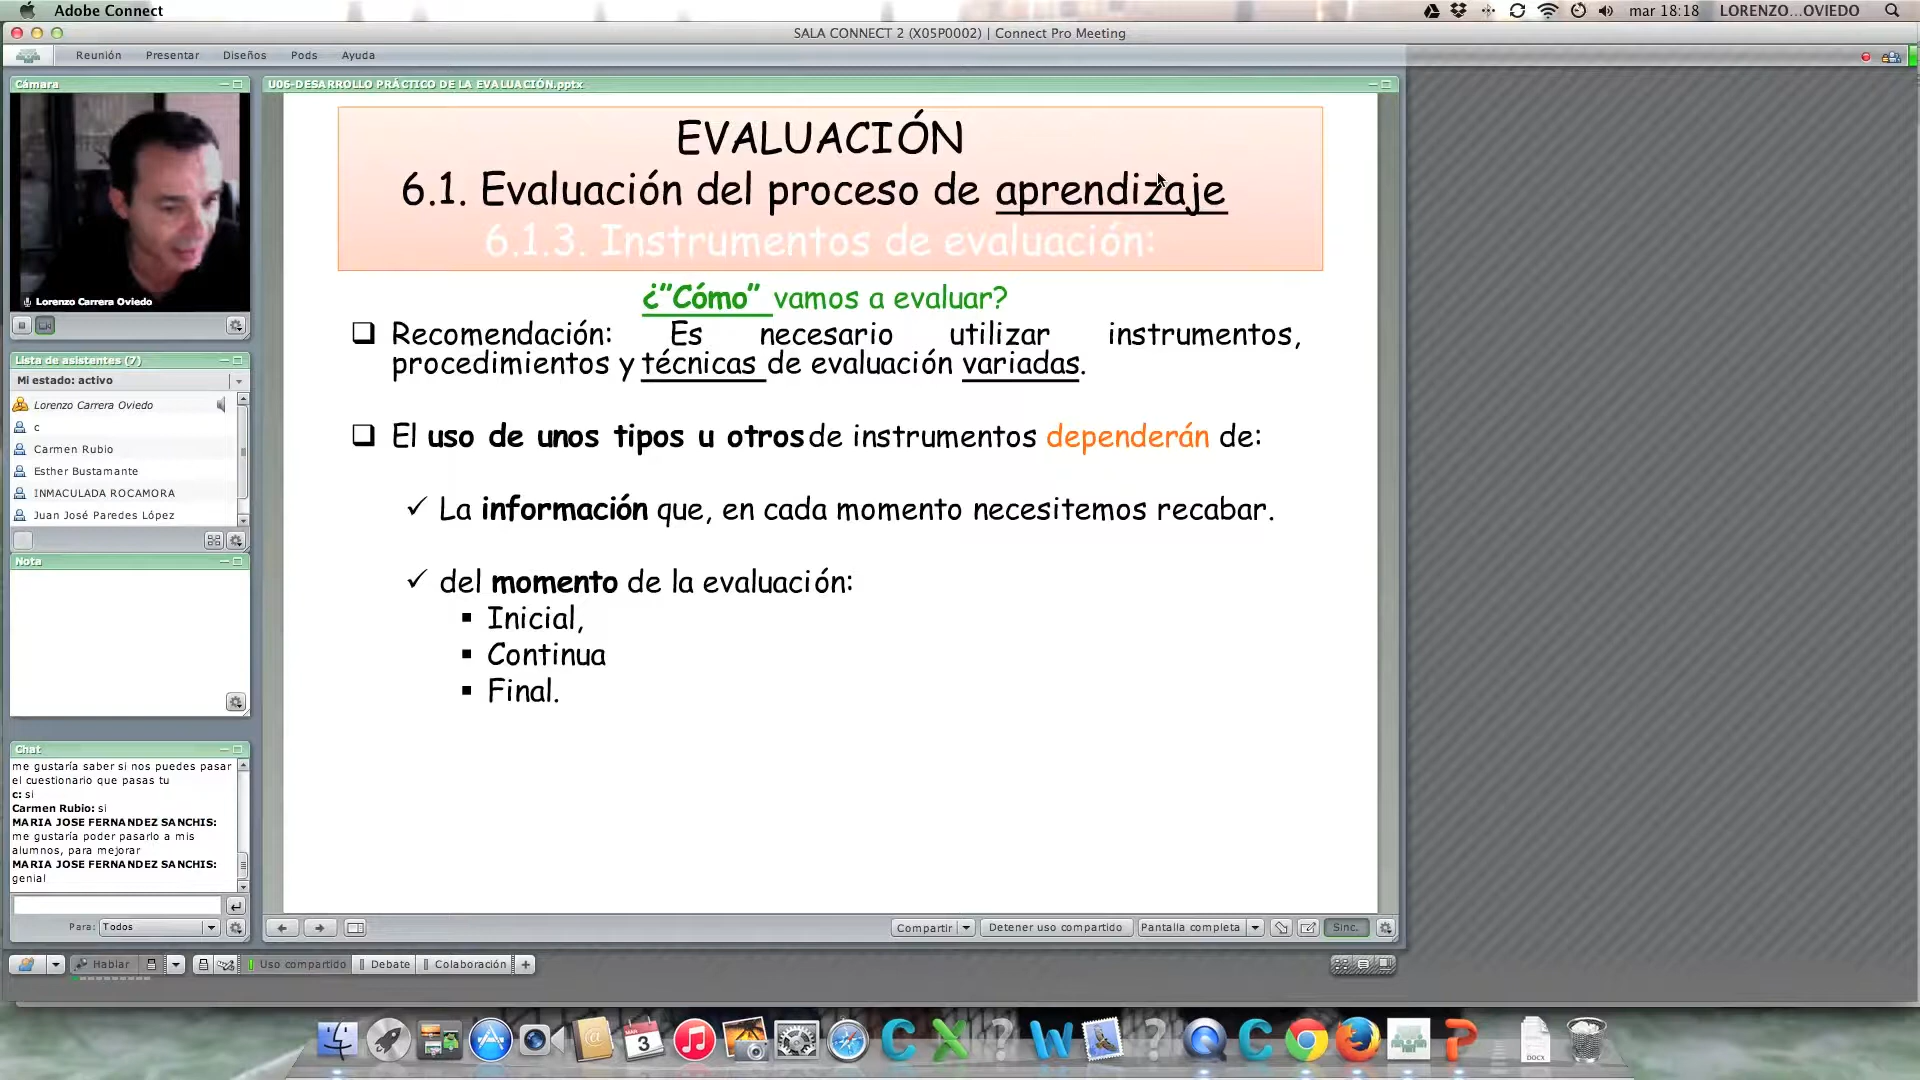 Adobe Connect
mar 18:18 LORENZO...OVIEDO
SALA CONNECT 2 (X05P0002) | Connect Pro Meeting
Reunión Presentar Diseños Pods Ayuda
Cámara
Lorenzo Carrera Oviedo
Lista de asistentes (7)
Mi estado: activo
Lorenzo Carrera Oviedo
c
Carmen Rubio
Esther Bustamante
INMACULADA ROCAMORA
Juan José Paredes López
Nota
Chat
me gustaría saber si nos puedes pasar
el cuestionario que pasas tu
c: si
Carmen Rubio: si
MARIA JOSE FERNANDEZ SANCHIS:
me gustaría poder pasarlo a mis
alumnos, para mejorar
MARIA JOSE FERNANDEZ SANCHIS:
genial
Para: Todos
U06-DESARROLLO PRÁCTICO DE LA EVALUACIÓN.pptx
EVALUACIÓN
6.1. Evaluación del proceso de aprendizaje
6.1.3. Instrumentos de evaluación:
¿"Cómo" vamos a evaluar?
Recomendación: Es necesario utilizar instrumentos,
procedimientos y técnicas de evaluación variadas.
El uso de unos tipos u otros de instrumentos dependerán de:
✓ La información que, en cada momento necesitemos recabar.
✓ del momento de la evaluación:
▪ Inicial,
▪ Continua
▪ Final.
Compartir Detener uso compartido Pantalla completa Sinc.
Hablar Uso compartido Debate Colaboración +
MAR
3
DOCX